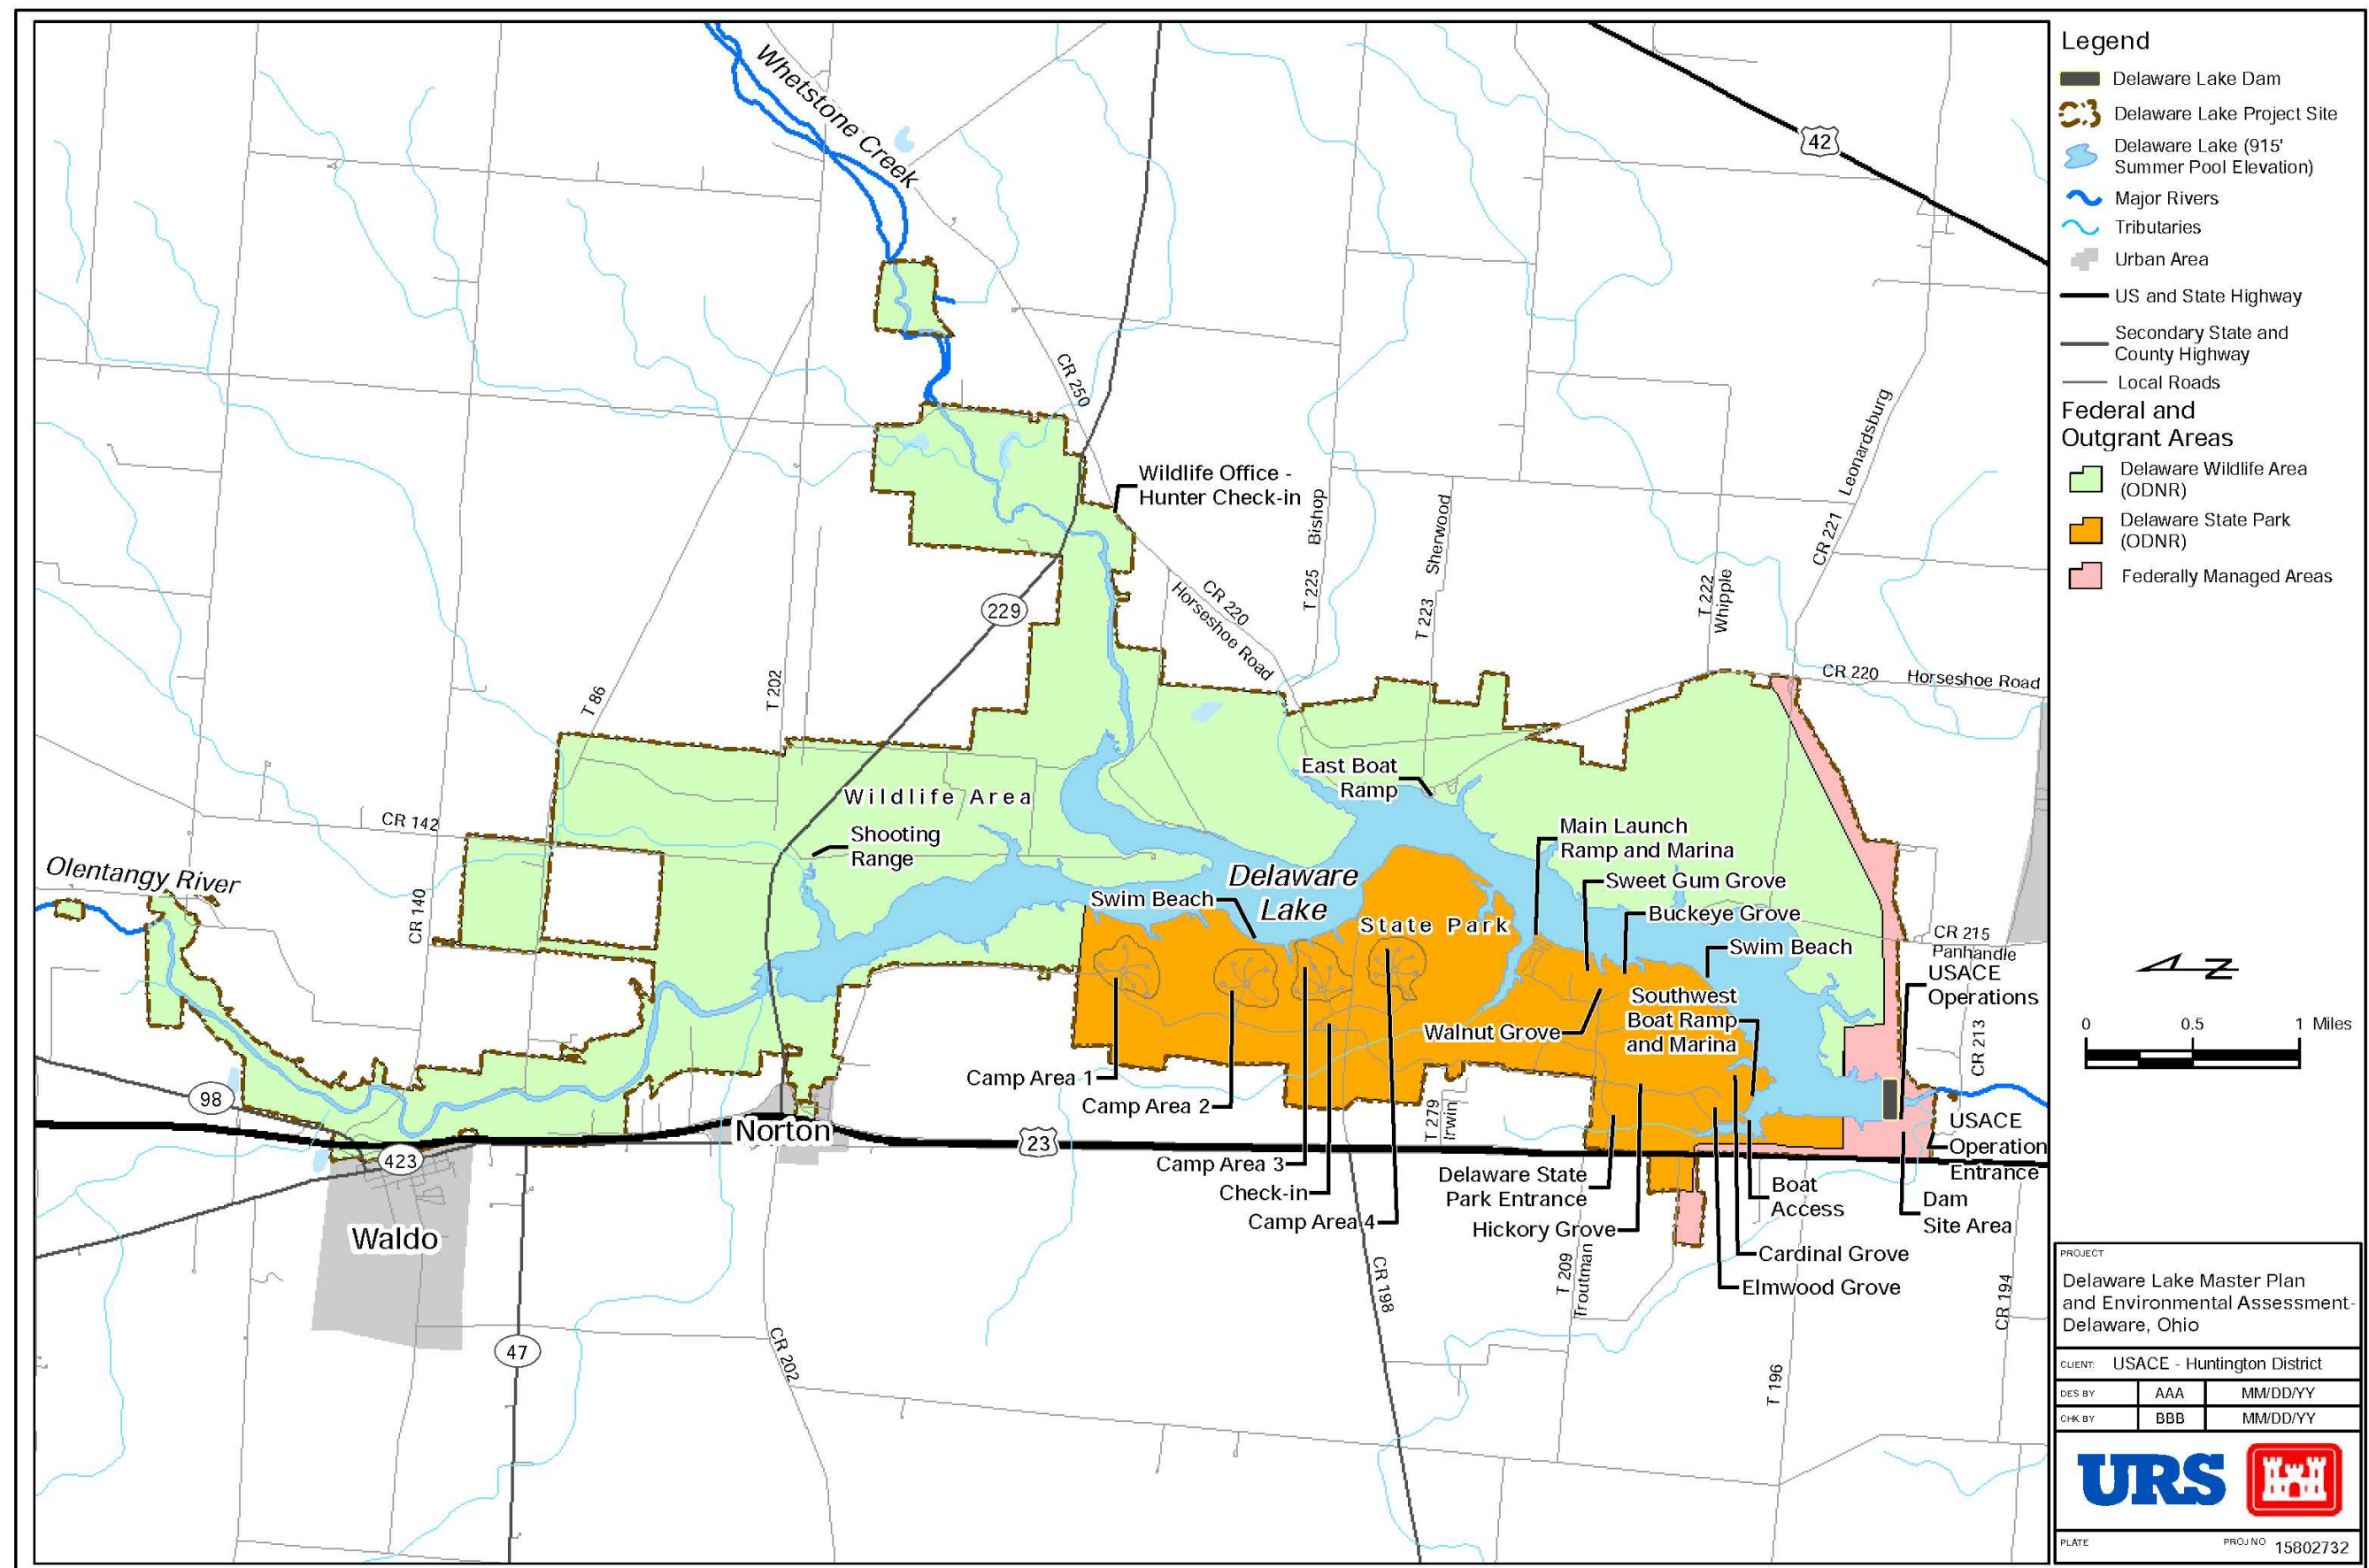 Whetstone Creek
42
CR 250
Wildlife Office -
Hunter Check-in
T 225 Bishop
T 223 Sherwood
T 222
Whipple
CR 221 Leonardsburg
CR 220
Horseshoe Road
CR 220 Horseshoe Road
229
T 86
T 202
East Boat
Ramp
Wildlife Area
Shooting
Range
CR 142
Olentangy River
CR 140
Main Launch
Ramp and Marina
Delaware
Lake
Swim Beach
Sweet Gum Grove
State Park
Buckeye Grove
Swim Beach
CR 215
Panhandle
USACE
Operations
Southwest
Boat Ramp
and Marina
Walnut Grove
CR 213
Camp Area 1
Camp Area 2
98
T 279
Irwin
Norton
23
423
USACE
Operation
Entrance
Camp Area 3
Check-in
Camp Area 4
Delaware State
Park Entrance
Hickory Grove
Boat
Access
Dam
Site Area
Waldo
Cardinal Grove
Elmwood Grove
CR 198
T 209
Troutman
CR 194
47
CR 202
T 196
Legend
Delaware Lake Dam
Delaware Lake Project Site
Delaware Lake (915'
Summer Pool Elevation)
Major Rivers
Tributaries
Urban Area
US and State Highway
Secondary State and
County Highway
Local Roads
Federal and
Outgrant Areas
Delaware Wildlife Area
(ODNR)
Delaware State Park
(ODNR)
Federally Managed Areas
N
0 0.5 1 Miles
PROJECT
Delaware Lake Master Plan
and Environmental Assessment-
Delaware, Ohio
CLIENT: USACE - Huntington District
DES BY AAA MM/DD/YY
CHK BY BBB MM/DD/YY
URS
PLATE PROJ NO 15802732